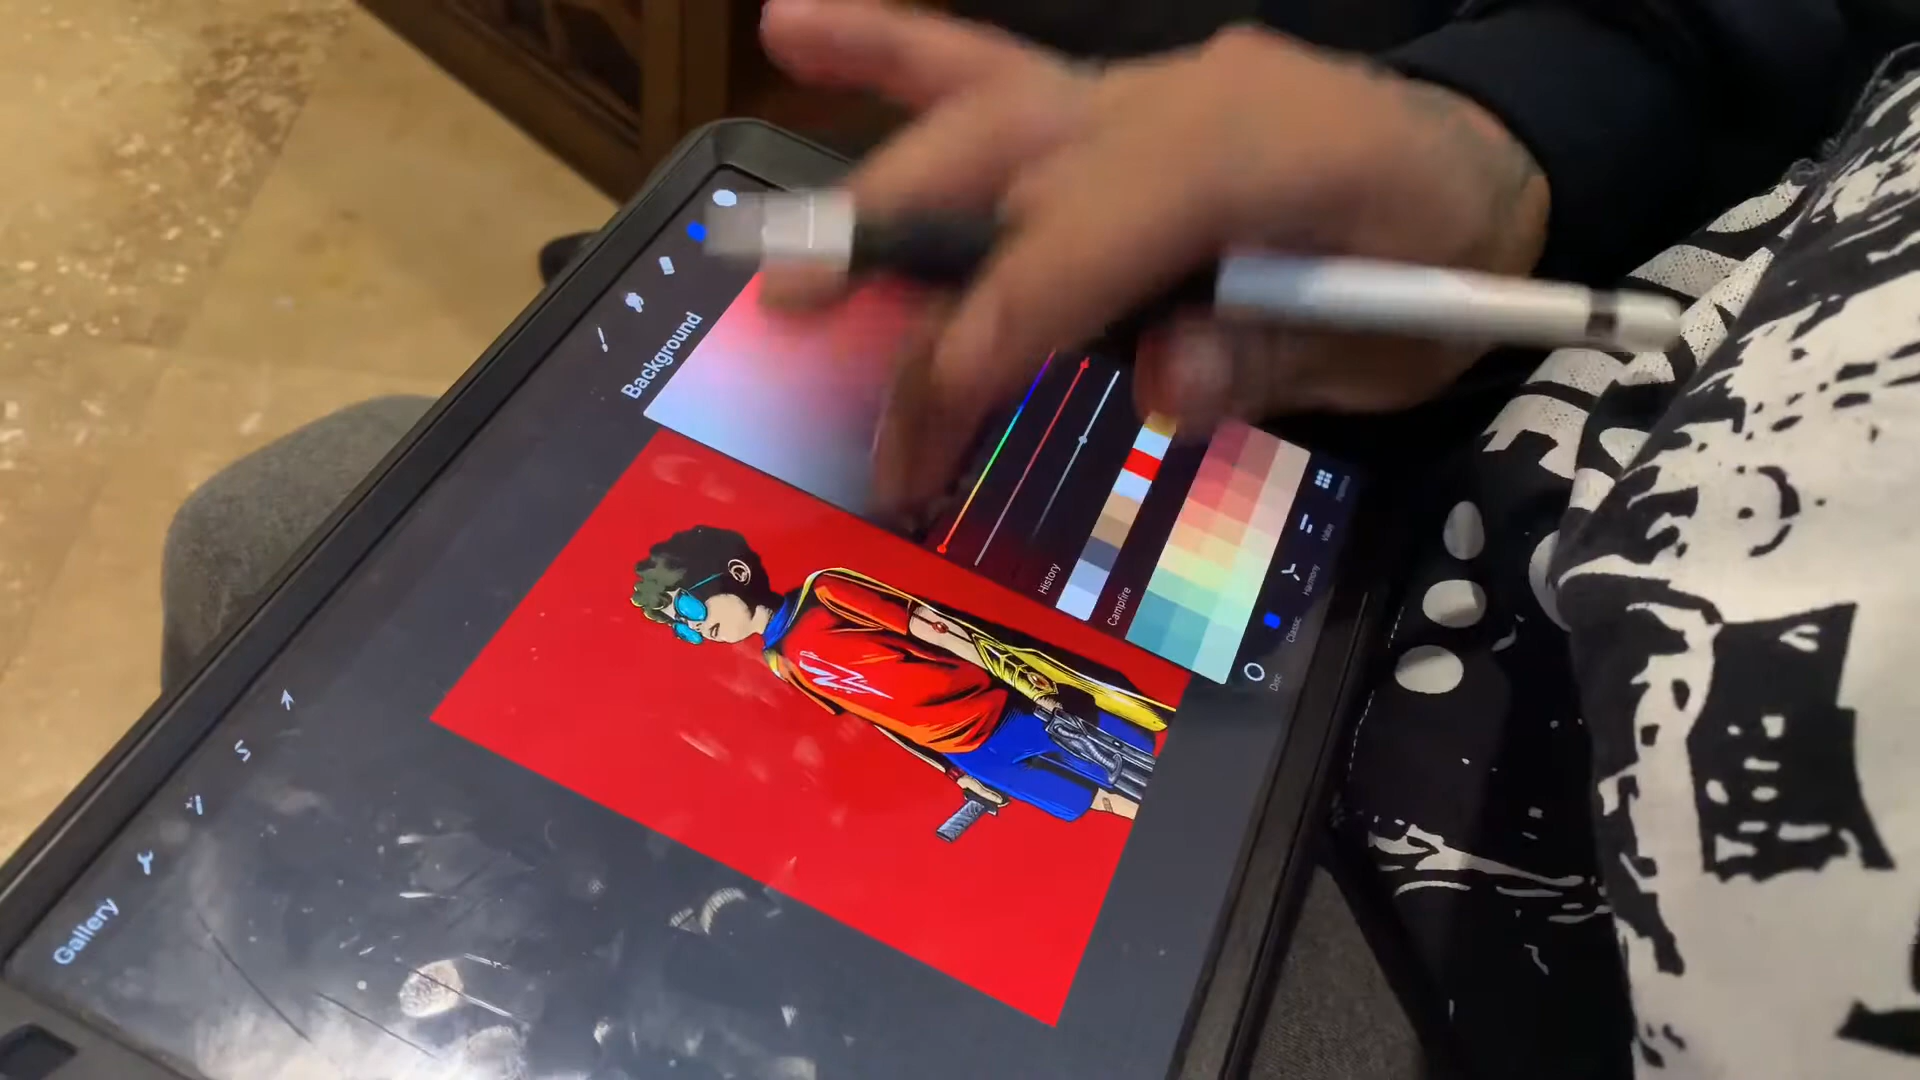 Gallery
Background
History
Campfire
Disc
Classic
Harmony
Value